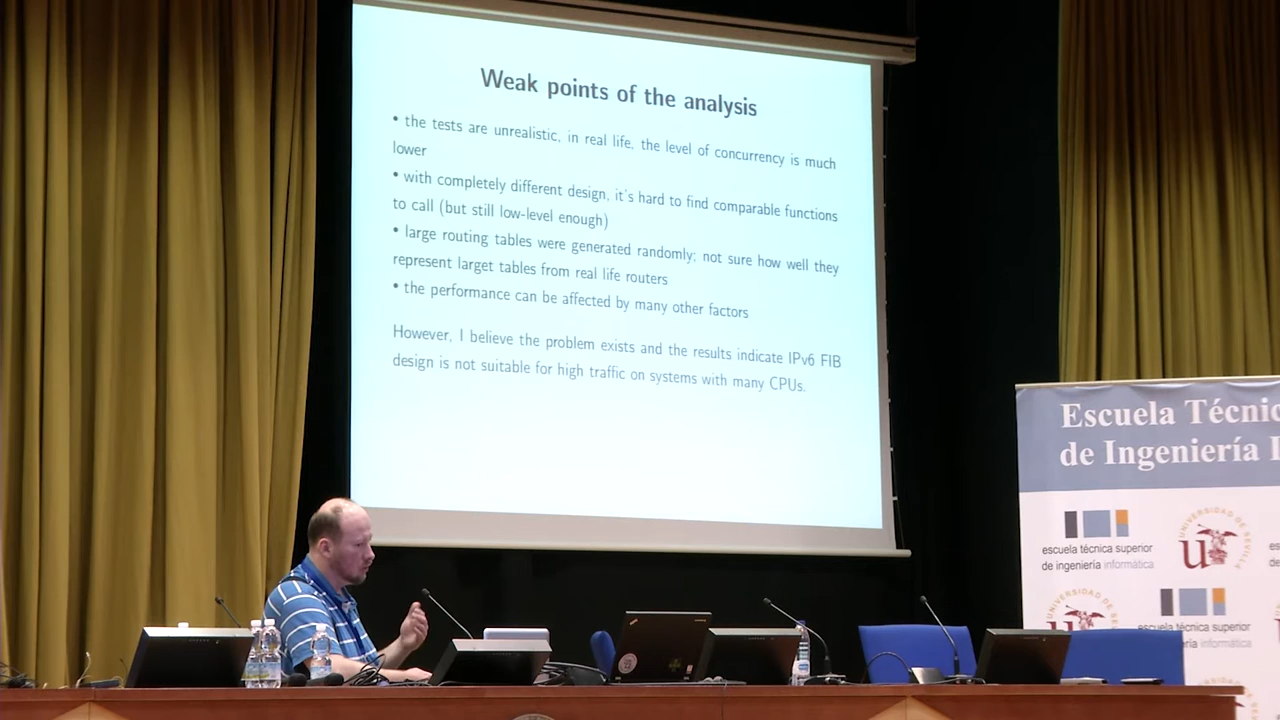 Weak points of the analysis
• the tests are unrealistic, in real life, the level of concurrency is much
lower
• with completely different design, it's hard to find comparable functions
to call (but still low-level enough)
• large routing tables were generated randomly; not sure how well they
represent larget tables from real life routers
• the performance can be affected by many other factors
However, I believe the problem exists and the results indicate IPv6 FIB
design is not suitable for high traffic on systems with many CPUs.
Escuela Técnic
de Ingeniería I
escuela técnica superior
de ingeniería informática
UNIVERSIDAD DE SEVILLA
escuela técnica superior
ría informática